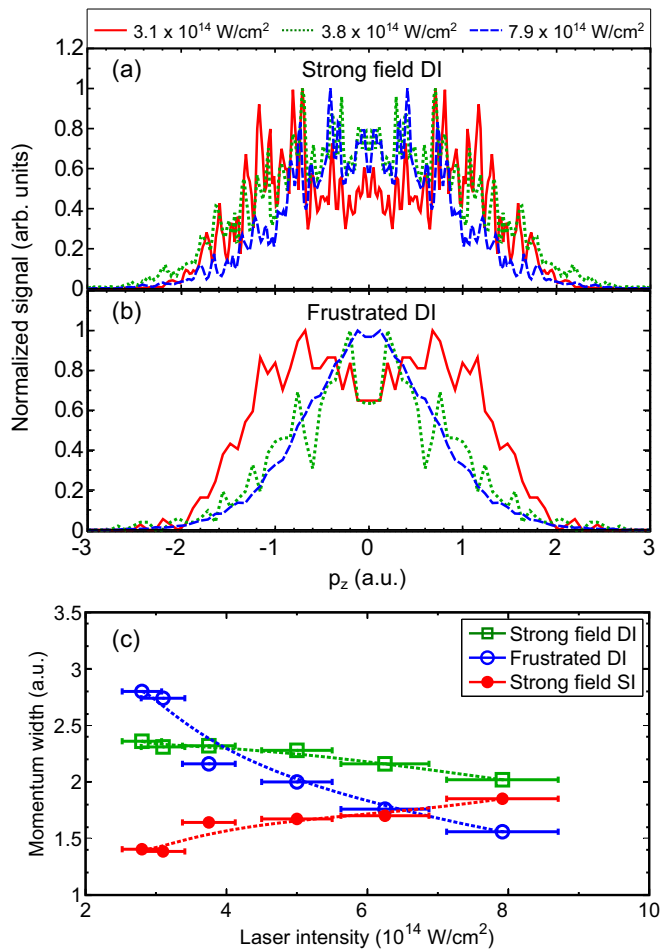 3.1 x 10¹⁴ W/cm² 3.8 x 10¹⁴ W/cm² 7.9 x 10¹⁴ W/cm²
1.2
1
0.8
0.6
0.4
0.2
0
(a)
Strong field DI
Normalized signal (arb. units)
(b)
Frustrated DI
1
0.8
0.6
0.4
0.2
0
-3 -2 -1 0 1 2 3
p_z (a.u.)
3.5
3
2.5
2
1.5
1
(c)
Strong field DI
Frustrated DI
Strong field SI
Momentum width (a.u.)
2 4 6 8 10
Laser intensity (10¹⁴ W/cm²)